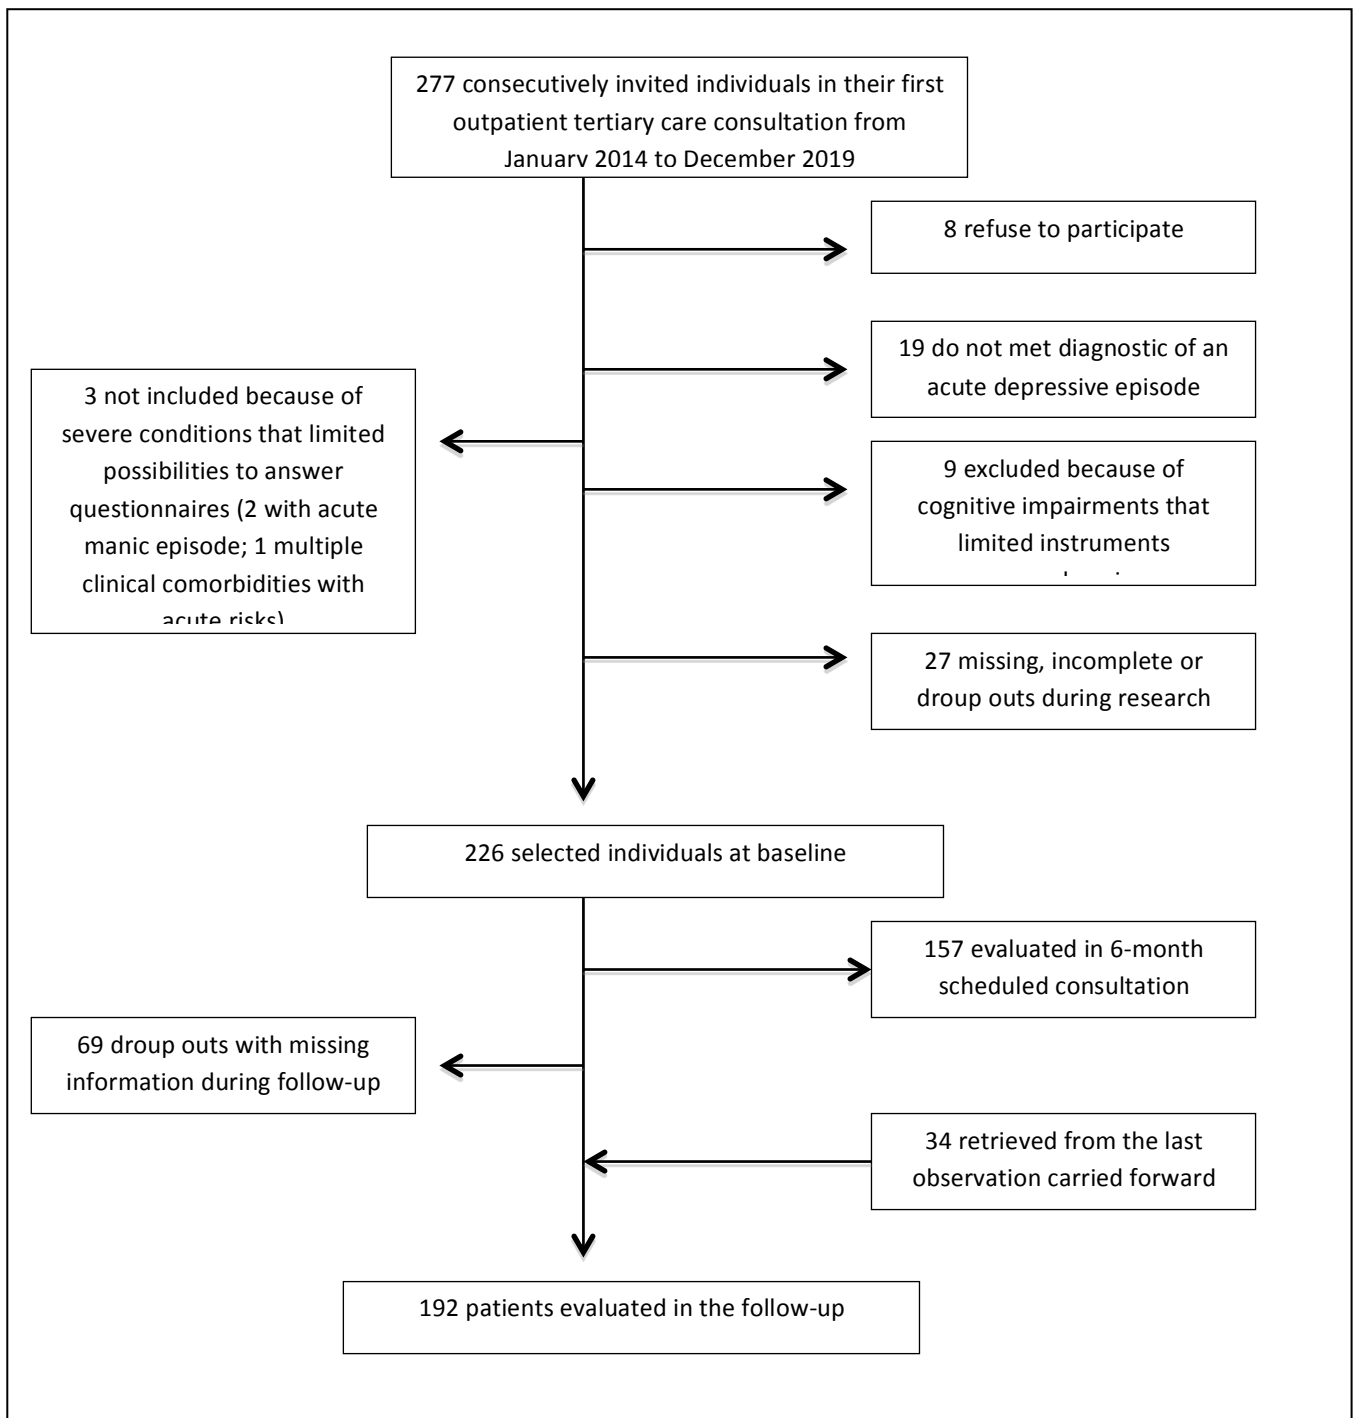 277 consecutively invited individuals in their first
outpatient tertiary care consultation from
January 2014 to December 2019
8 refuse to participate
19 do not met diagnostic of an
acute depressive episode
3 not included because of
severe conditions that limited
possibilities to answer
questionnaires (2 with acute
manic episode; 1 multiple
clinical comorbidities with
acute risks)
9 excluded because of
cognitive impairments that
limited instruments
27 missing, incomplete or
droup outs during research
226 selected individuals at baseline
157 evaluated in 6-month
scheduled consultation
69 droup outs with missing
information during follow-up
34 retrieved from the last
observation carried forward
192 patients evaluated in the follow-up